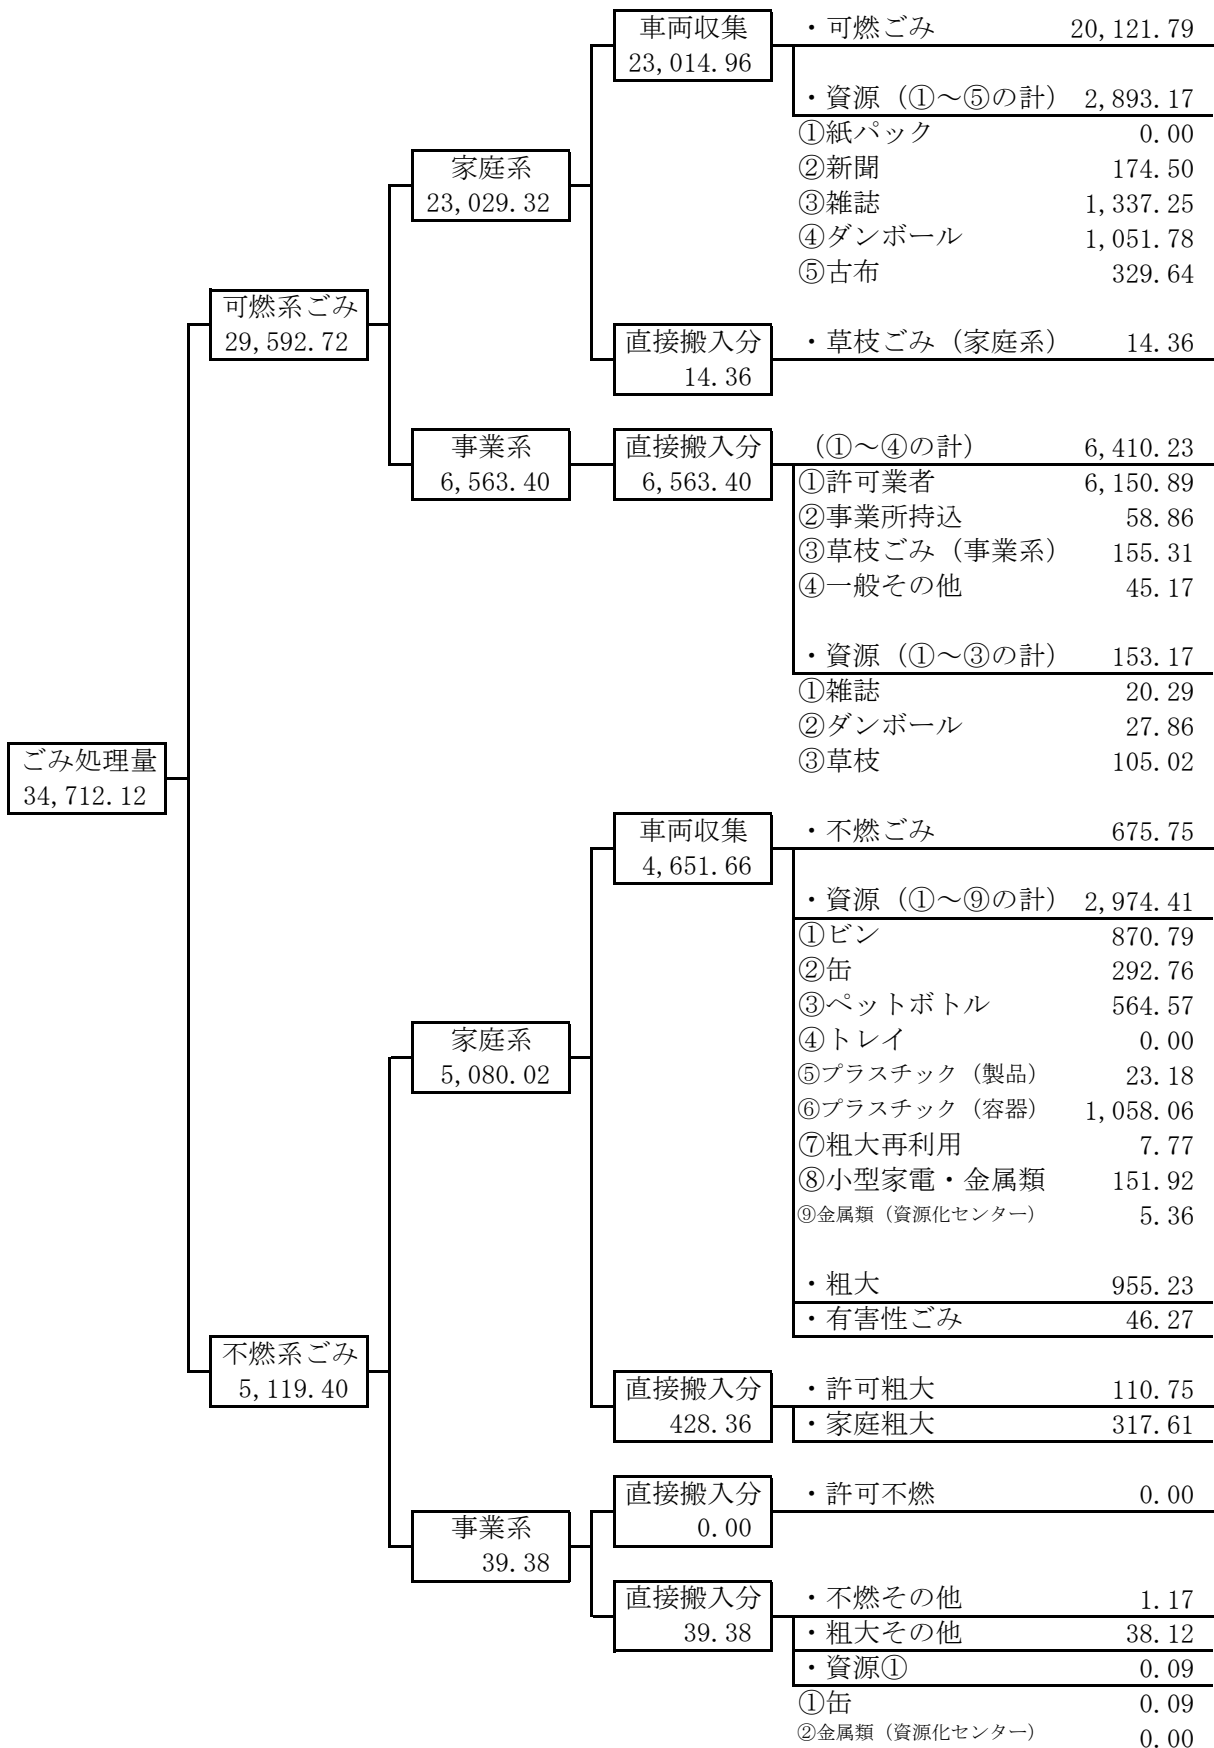 車両収集
23,014.96
・可燃ごみ 20,121.79
・資源（①～⑤の計） 2,893.17
①紙パック 0.00
②新聞 174.50
③雑誌 1,337.25
④ダンボール 1,051.78
⑤古布 329.64
家庭系
23,029.32
可燃系ごみ
29,592.72
直接搬入分
14.36
・草枝ごみ（家庭系） 14.36
事業系
6,563.40
直接搬入分
6,563.40
（①～④の計） 6,410.23
①許可業者 6,150.89
②事業所持込 58.86
③草枝ごみ（事業系） 155.31
④一般その他 45.17
・資源（①～③の計） 153.17
①雑誌 20.29
②ダンボール 27.86
③草枝 105.02
ごみ処理量
34,712.12
車両収集
4,651.66
・不燃ごみ 675.75
・資源（①～⑨の計） 2,974.41
①ビン 870.79
②缶 292.76
③ペットボトル 564.57
④トレイ 0.00
⑤プラスチック（製品） 23.18
⑥プラスチック（容器） 1,058.06
⑦粗大再利用 7.77
⑧小型家電・金属類 151.92
⑨金属類（資源化センター） 5.36
・粗大 955.23
・有害性ごみ 46.27
家庭系
5,080.02
不燃系ごみ
5,119.40
直接搬入分
428.36
・許可粗大 110.75
・家庭粗大 317.61
事業系
39.38
直接搬入分
0.00
・許可不燃 0.00
直接搬入分
39.38
・不燃その他 1.17
・粗大その他 38.12
・資源① 0.09
①缶 0.09
②金属類（資源化センター） 0.00